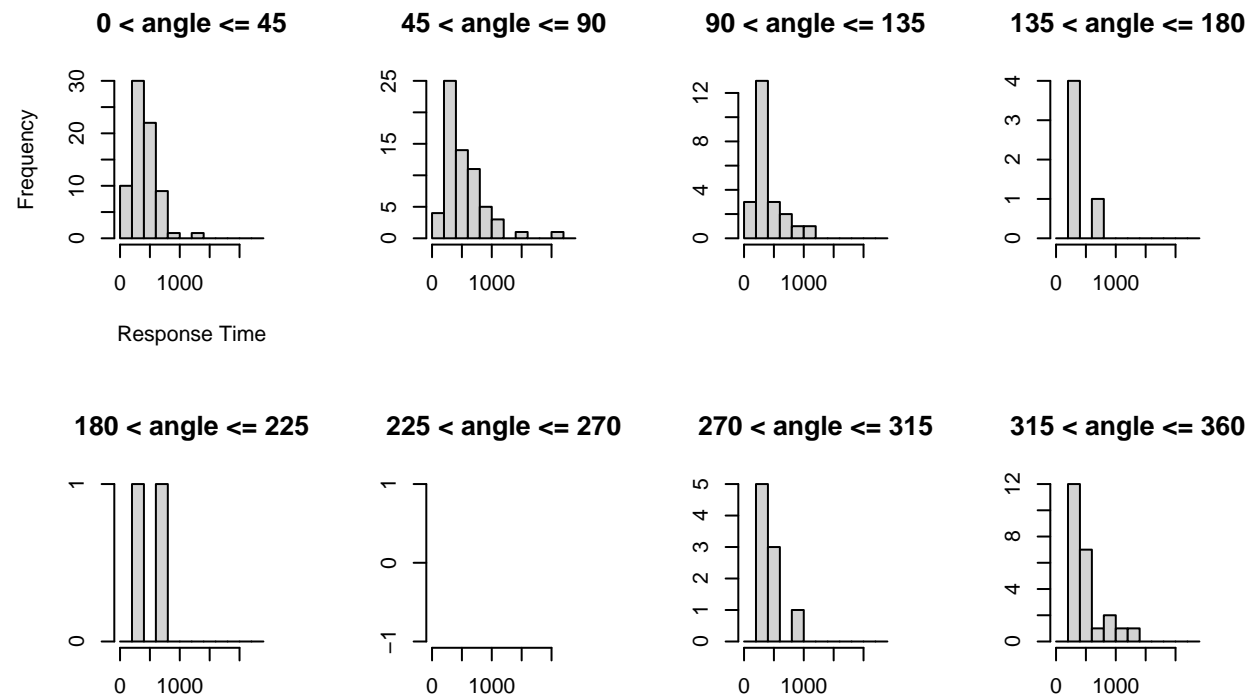 0 < angle <= 45
45 < angle <= 90
90 < angle <= 135
135 < angle <= 180
Frequency
0 10 20 30
0 5 15 25
0 4 8 12
0 1 2 3 4
0 1000
0 1000
0 1000
0 1000
Response Time
180 < angle <= 225
225 < angle <= 270
270 < angle <= 315
315 < angle <= 360
0 1
−1 0 1
0 1 2 3 4 5
0 4 8 12
0 1000
0 1000
0 1000
0 1000